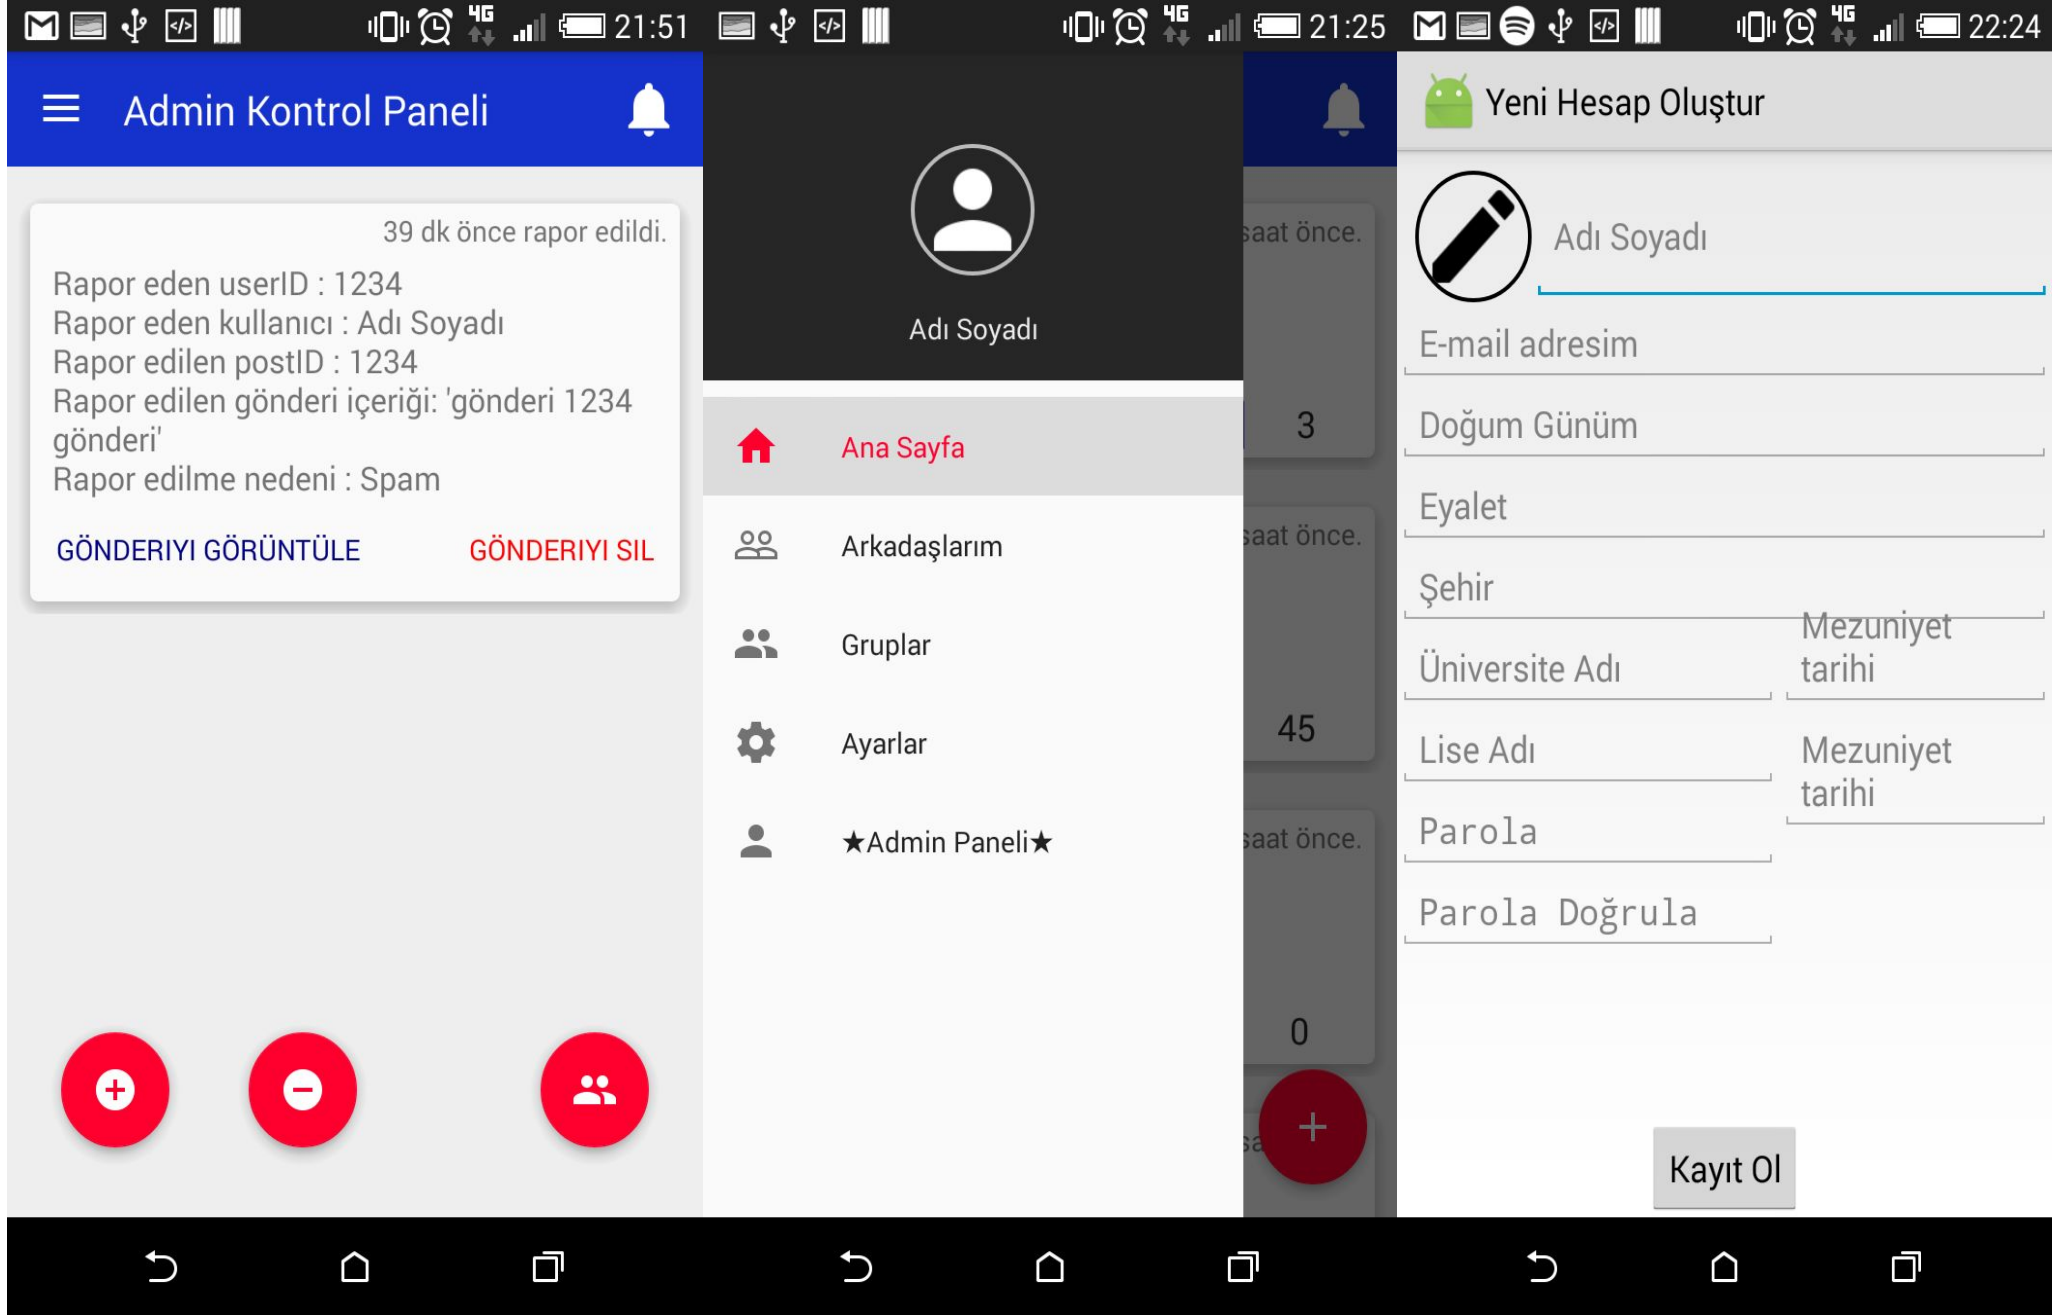 4G 21:51
Admin Kontrol Paneli
39 dk önce rapor edildi.
Rapor eden userID : 1234
Rapor eden kullanıcı : Adı Soyadı
Rapor edilen postID : 1234
Rapor edilen gönderi içeriği: 'gönderi 1234
gönderi'
Rapor edilme nedeni : Spam
GÖNDERIYI GÖRÜNTÜLE GÖNDERIYI SIL
4G 21:25
Adı Soyadı
Ana Sayfa
Arkadaşlarım
Gruplar
Ayarlar
★Admin Paneli★
saat önce.
3
saat önce.
45
saat önce.
0
sa
4G 22:24
Yeni Hesap Oluştur
Adı Soyadı
E-mail adresim
Doğum Günüm
Eyalet
Şehir
Üniversite Adı
Mezuniyet
tarihi
Lise Adı
Mezuniyet
tarihi
Parola
Parola Doğrula
Kayıt Ol